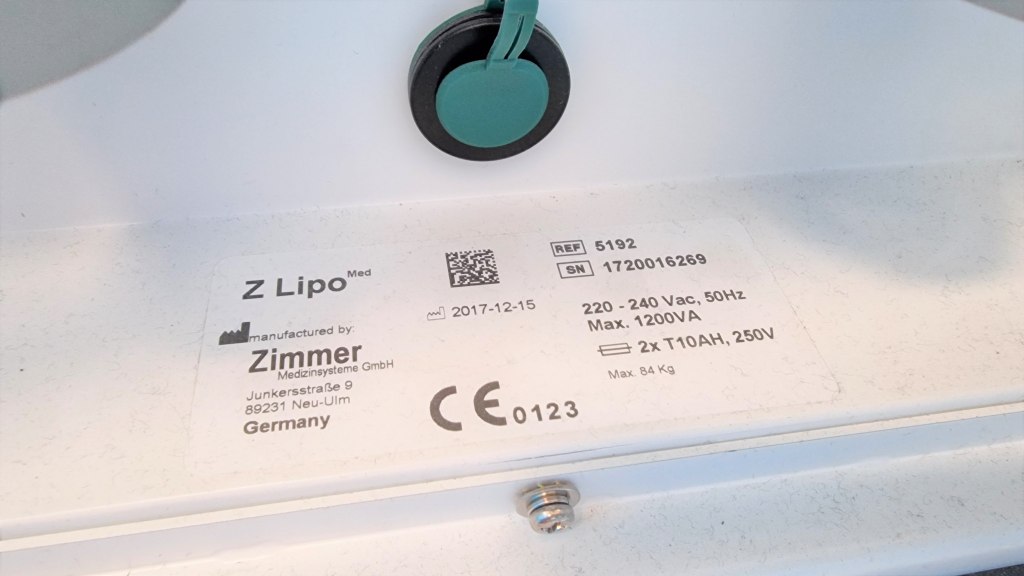 Z Lipo Med
manufactured by:
Zimmer
Medizinsysteme GmbH
Junkersstraße 9
89231 Neu-Ulm
Germany
2017-12-15
CE 0123
REF 5192
SN 1720016269
220 - 240 Vac, 50Hz
Max. 1200VA
2x T10AH, 250V
Max. 84 Kg